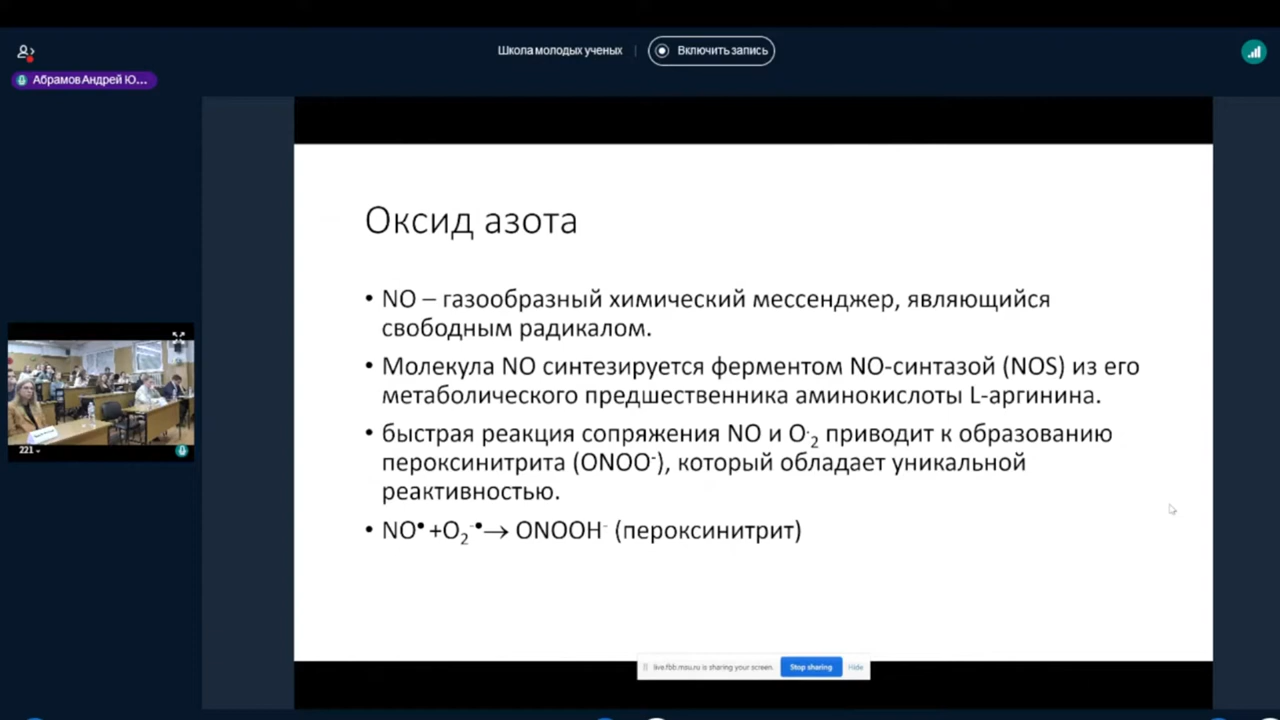 Школа молодых ученых
Включить запись
Абрамов Андрей Ю...
Оксид азота
• NO – газообразный химический мессенджер, являющийся
свободным радикалом.
• Молекула NO синтезируется ферментом NO-синтазой (NOS) из его
метаболического предшественника аминокислоты L-аргинина.
• быстрая реакция сопряжения NO и O·₂ приводит к образованию
пероксинитрита (ONOO⁻), который обладает уникальной
реактивностью.
• NO• +O₂⁻•→ ONOOH⁻ (пероксинитрит)
221
live.fbb.msu.ru is sharing your screen.
Stop sharing
Hide